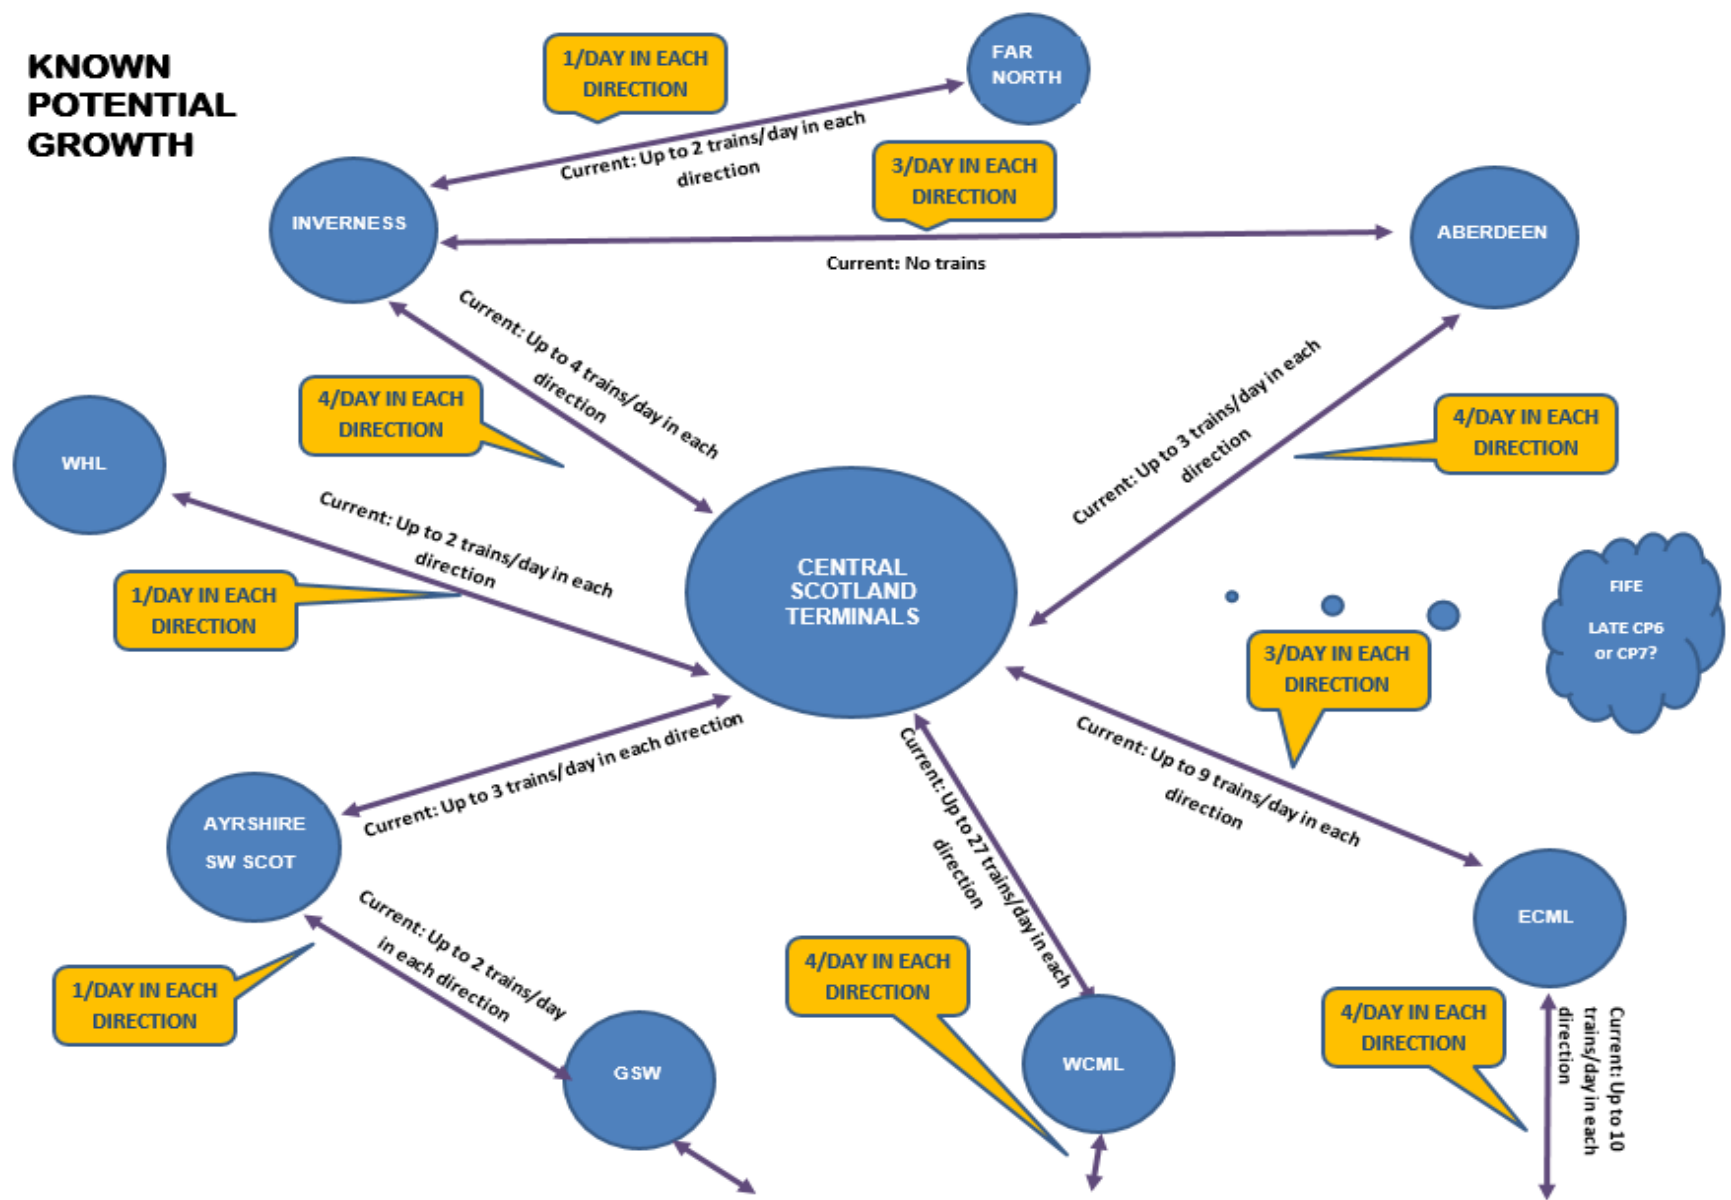 KNOWN
POTENTIAL
GROWTH
1/DAY IN EACH
DIRECTION
FAR
NORTH
Current: Up to 2 trains/day in each
direction
3/DAY IN EACH
DIRECTION
INVERNESS
ABERDEEN
Current: No trains
Current: Up to 4 trains/day in each
direction
4/DAY IN EACH
DIRECTION
Current: Up to 3 trains/day in each
direction
4/DAY IN EACH
DIRECTION
WHL
Current: Up to 2 trains/day in each
direction
1/DAY IN EACH
DIRECTION
CENTRAL
SCOTLAND
TERMINALS
FIFE
LATE CP6
or CP7?
3/DAY IN EACH
DIRECTION
Current: Up to 9 trains/day in each
direction
Current: Up to 3 trains/day in each direction
Current: Up to 27 trains/day in each
direction
AYRSHIRE
SW SCOT
ECML
Current: Up to 2 trains/day
in each direction
1/DAY IN EACH
DIRECTION
GSW
4/DAY IN EACH
DIRECTION
WCML
4/DAY IN EACH
DIRECTION
Current: Up to 10
trains/day in each
direction